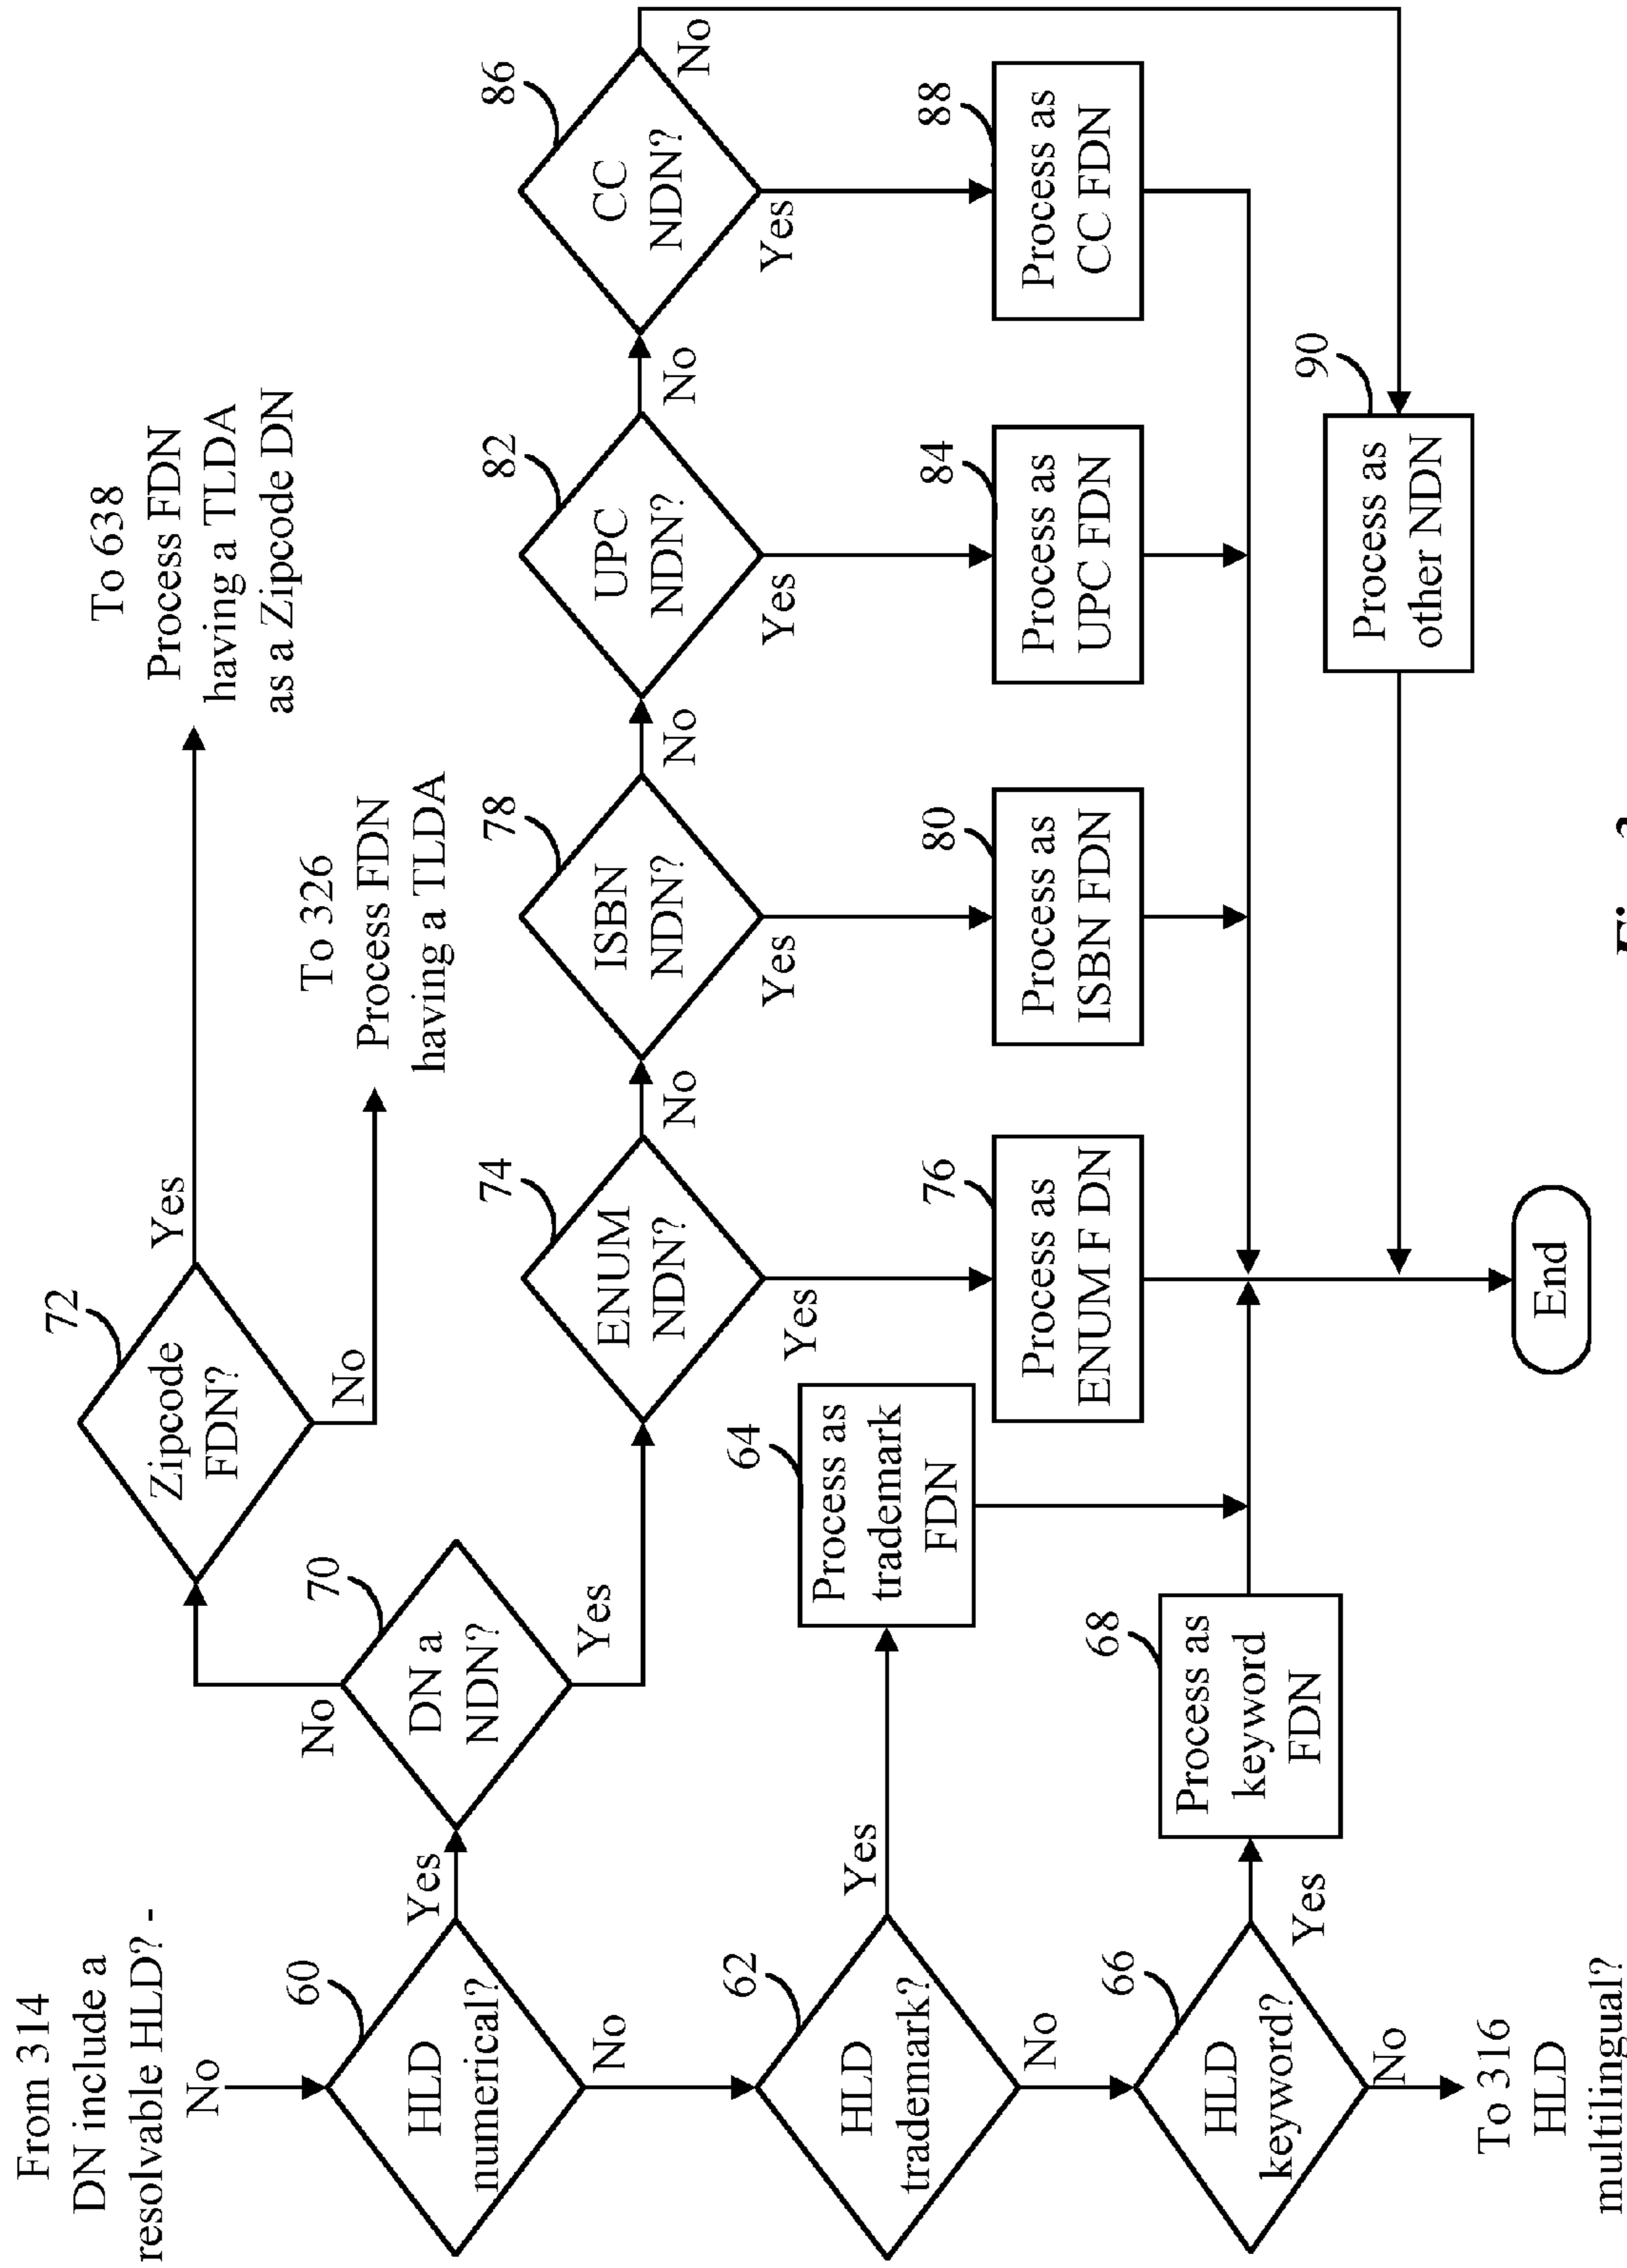 From 314
DN include a
resolvable HLD? -
No
60
HLD
numerical?
Yes
No
70
DN a
NDN?
No
Yes
72
Zipcode
FDN?
Yes
No
To 638
Process FDN
having a TLDA
as a Zipcode DN
To 326
Process FDN
having a TLDA
74
ENUM
NDN?
No
Yes
78
ISBN
NDN?
No
Yes
82
UPC
NDN?
No
Yes
86
CC
NDN?
No
Yes
76
Process as
ENUM F DN
80
Process as
ISBN FDN
84
Process as
UPC FDN
88
Process as
CC FDN
90
Process as
other NDN
62
HLD
trademark?
Yes
No
64
Process as
trademark
FDN
66
HLD
keyword?
Yes
No
68
Process as
keyword
FDN
End
To 316
HLD
multilingual?